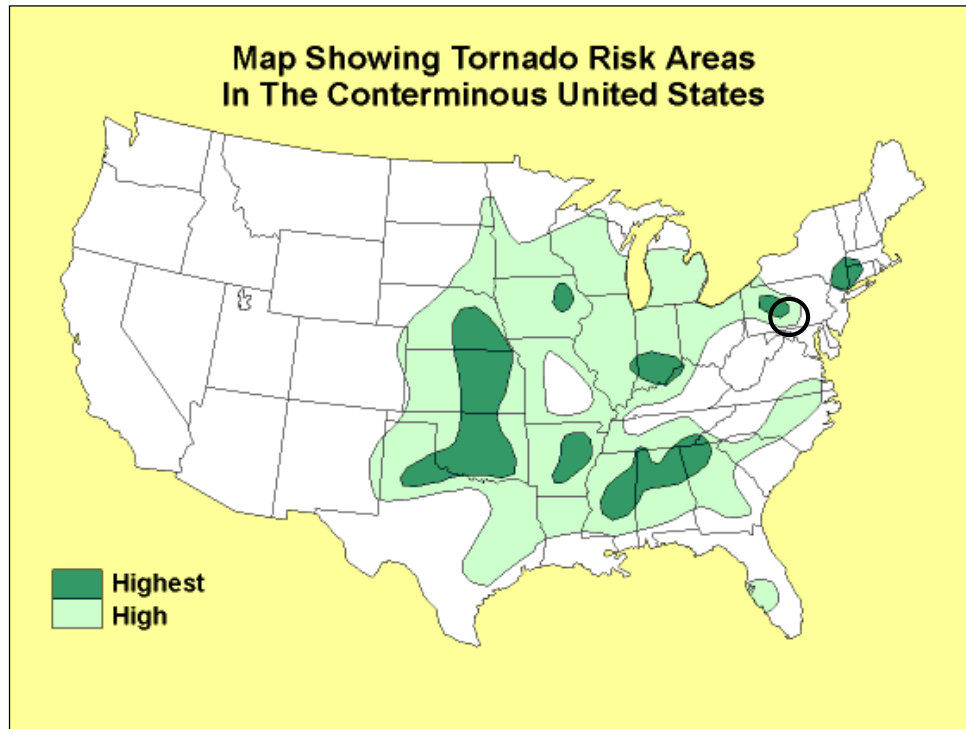 Map Showing Tornado Risk Areas
In The Conterminous United States
Highest
High